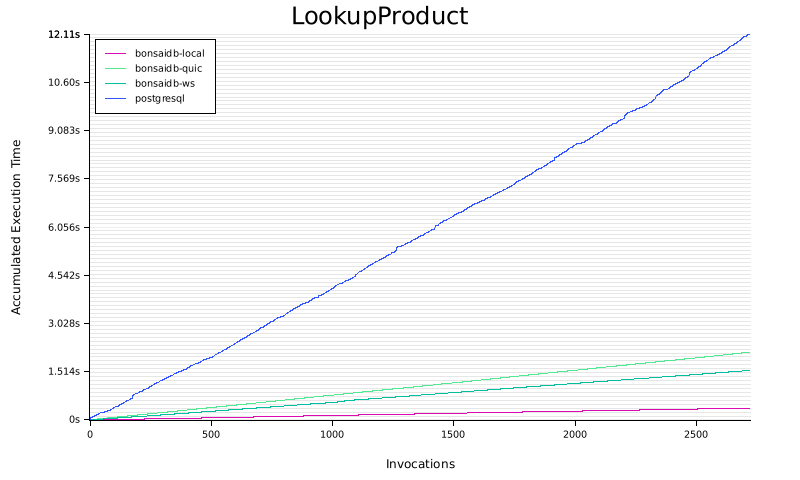 LookupProduct
12.11s
10.60s
9.083s
7.569s
6.056s
4.542s
3.028s
1.514s
0s
Accumulated Execution Time
bonsaidb-local
bonsaidb-quic
bonsaidb-ws
postgresql
0 500 1000 1500 2000 2500
Invocations